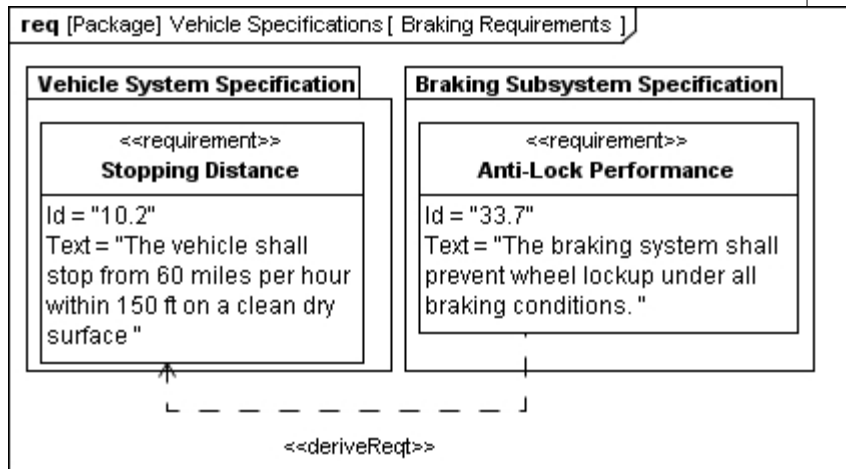 req [Package] Vehicle Specifications [ Braking Requirements ]
Vehicle System Specification
<<requirement>>
Stopping Distance
Id = "10.2"
Text = "The vehicle shall
stop from 60 miles per hour
within 150 ft on a clean dry
surface "
Braking Subsystem Specification
<<requirement>>
Anti-Lock Performance
Id = "33.7"
Text = "The braking system shall
prevent wheel lockup under all
braking conditions. "
<<deriveReqt>>